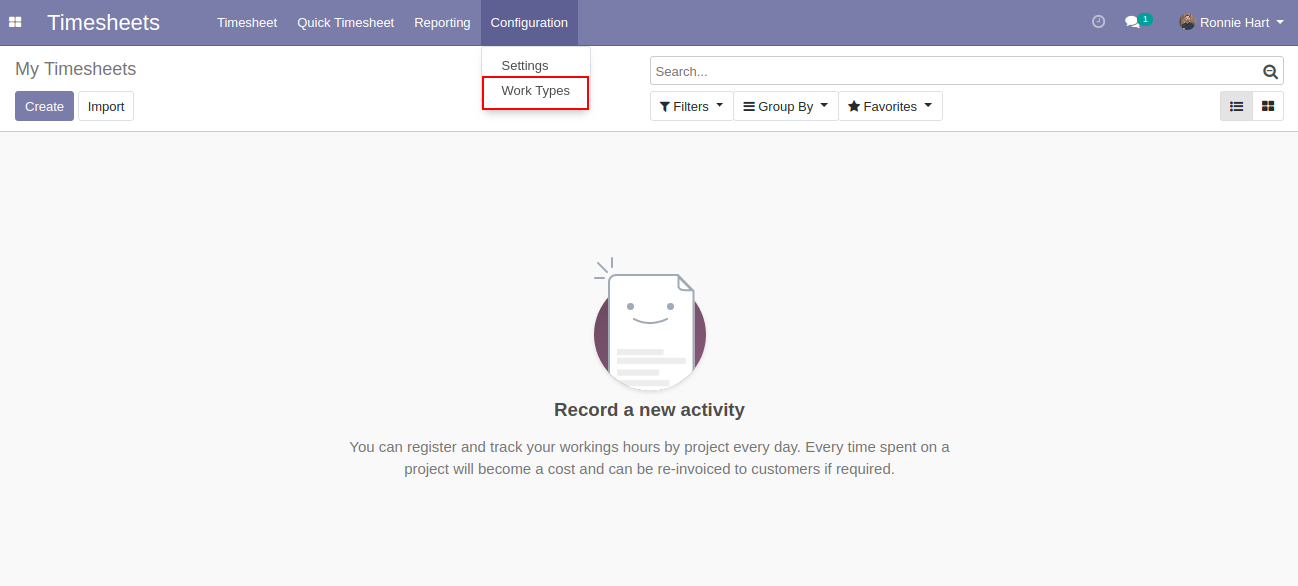 Timesheets Timesheet Quick Timesheet Reporting Configuration 1 Ronnie Hart
My Timesheets
Settings
Search...
Work Types
Create Import
Filters Group By Favorites
Record a new activity
You can register and track your workings hours by project every day. Every time spent on a
project will become a cost and can be re-invoiced to customers if required.